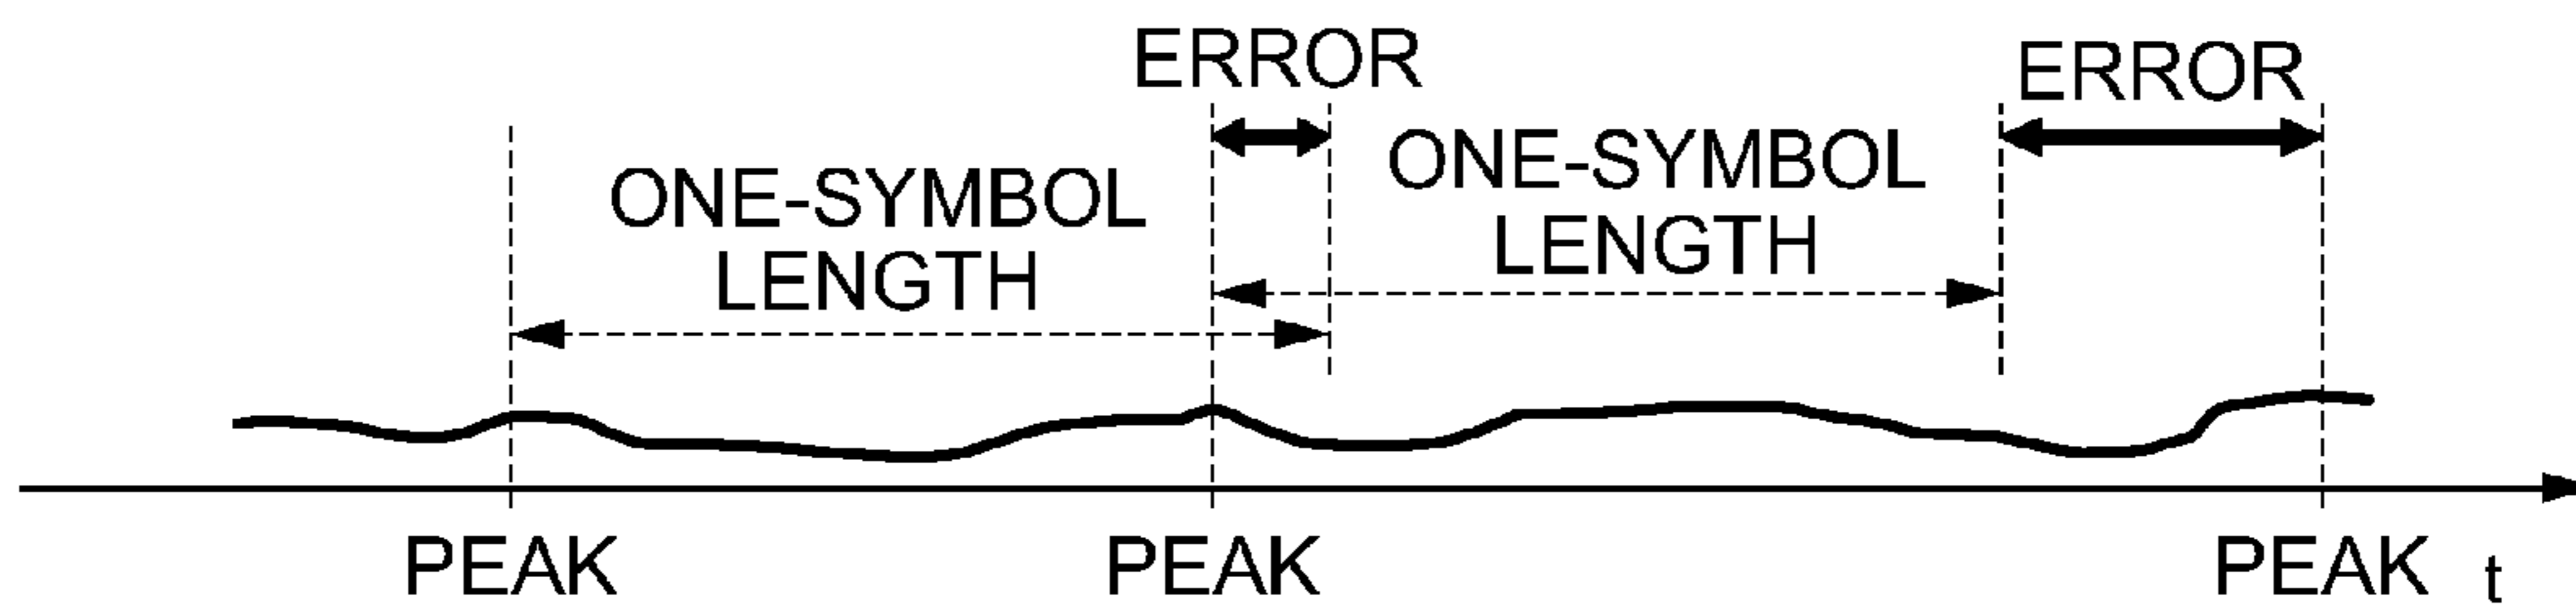 ERROR
ERROR
ONE-SYMBOL
LENGTH
ONE-SYMBOL
LENGTH
PEAK
PEAK
PEAK
t